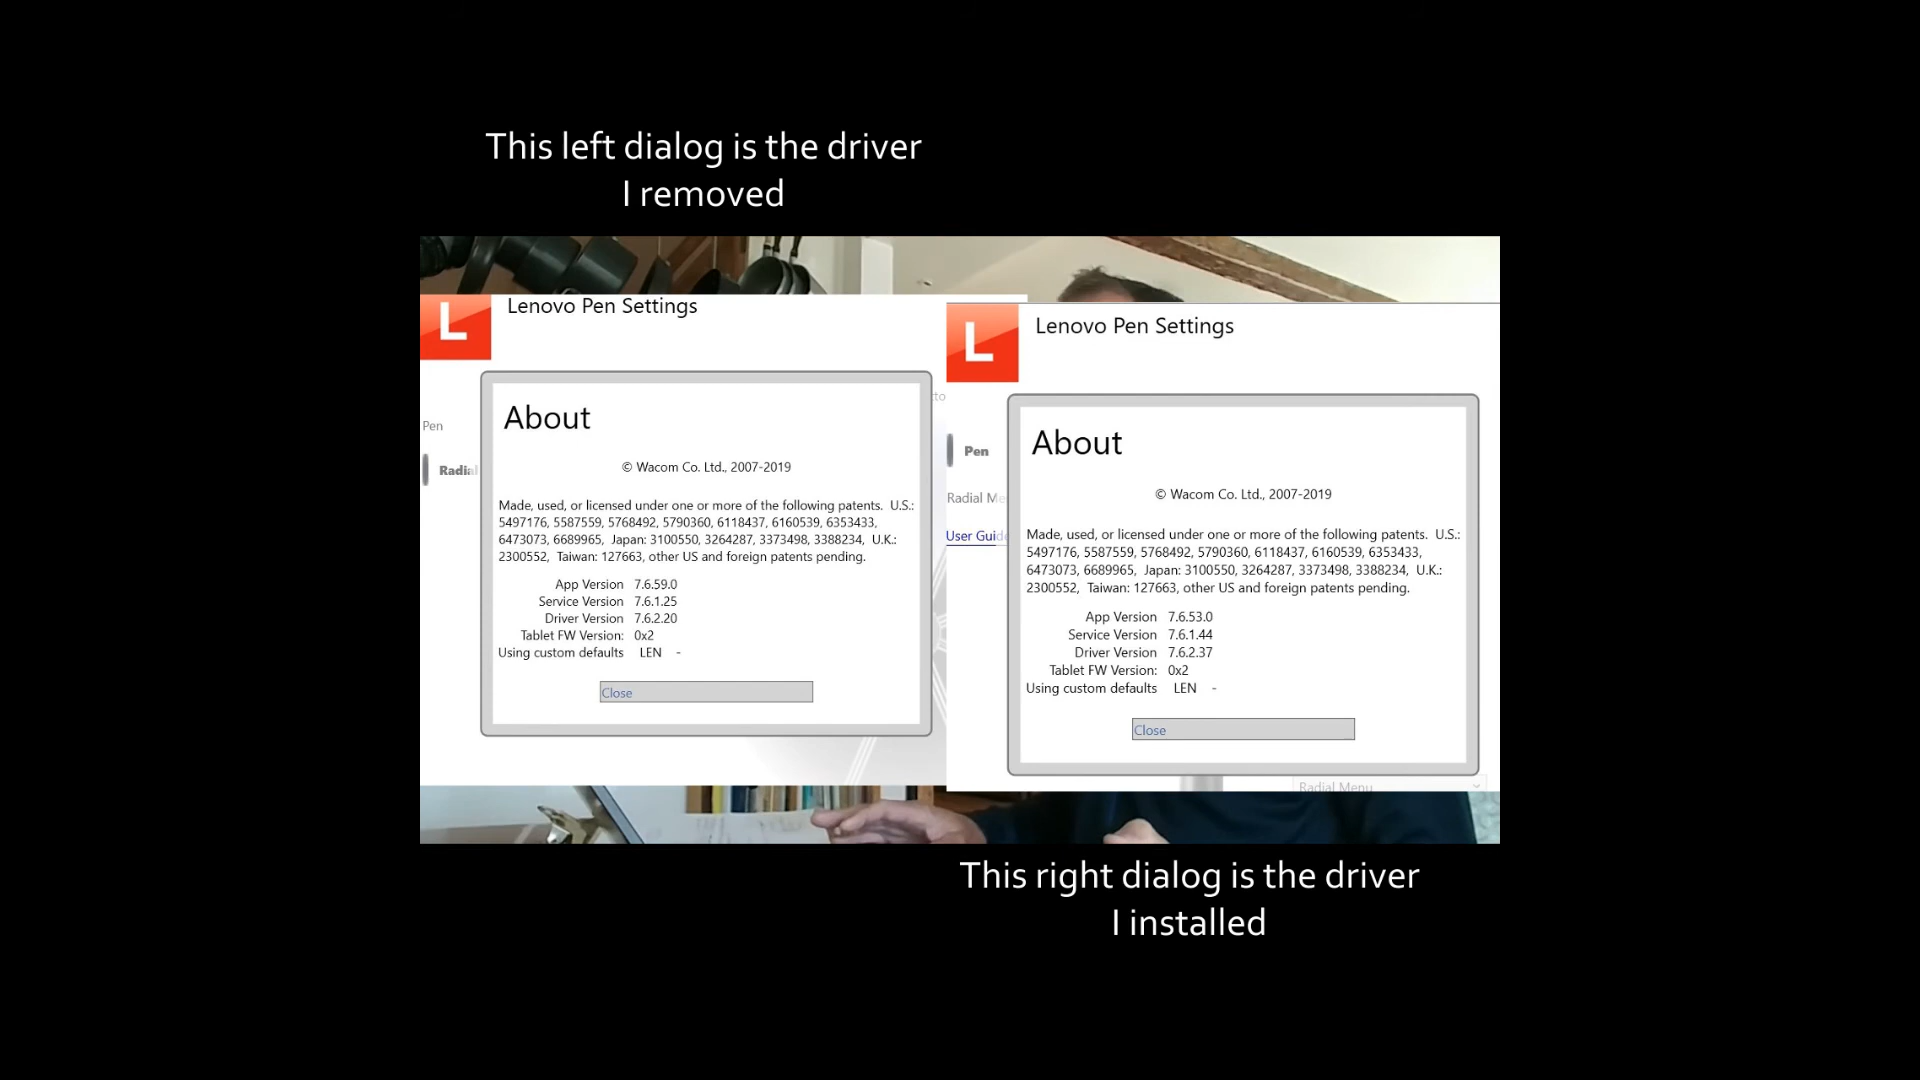 This left dialog is the driver
I removed
L
Lenovo Pen Settings
Pen
Radial
About
© Wacom Co. Ltd., 2007-2019
Made, used, or licensed under one or more of the following patents. U.S.:
5497176, 5587559, 5768492, 5790360, 6118437, 6160539, 6353433,
6473073, 6689965, Japan: 3100550, 3264287, 3373498, 3388234, U.K.:
2300552, Taiwan: 127663, other US and foreign patents pending.
App Version 7.6.59.0
Service Version 7.6.1.25
Driver Version 7.6.2.20
Tablet FW Version: 0x2
Using custom defaults LEN -
Close
L
Lenovo Pen Settings
Pen
Radial Me
User Guide
About
© Wacom Co. Ltd., 2007-2019
Made, used, or licensed under one or more of the following patents. U.S.:
5497176, 5587559, 5768492, 5790360, 6118437, 6160539, 6353433,
6473073, 6689965, Japan: 3100550, 3264287, 3373498, 3388234, U.K.:
2300552, Taiwan: 127663, other US and foreign patents pending.
App Version 7.6.53.0
Service Version 7.6.1.44
Driver Version 7.6.2.37
Tablet FW Version: 0x2
Using custom defaults LEN -
Close
Radial Menu
This right dialog is the driver
I installed